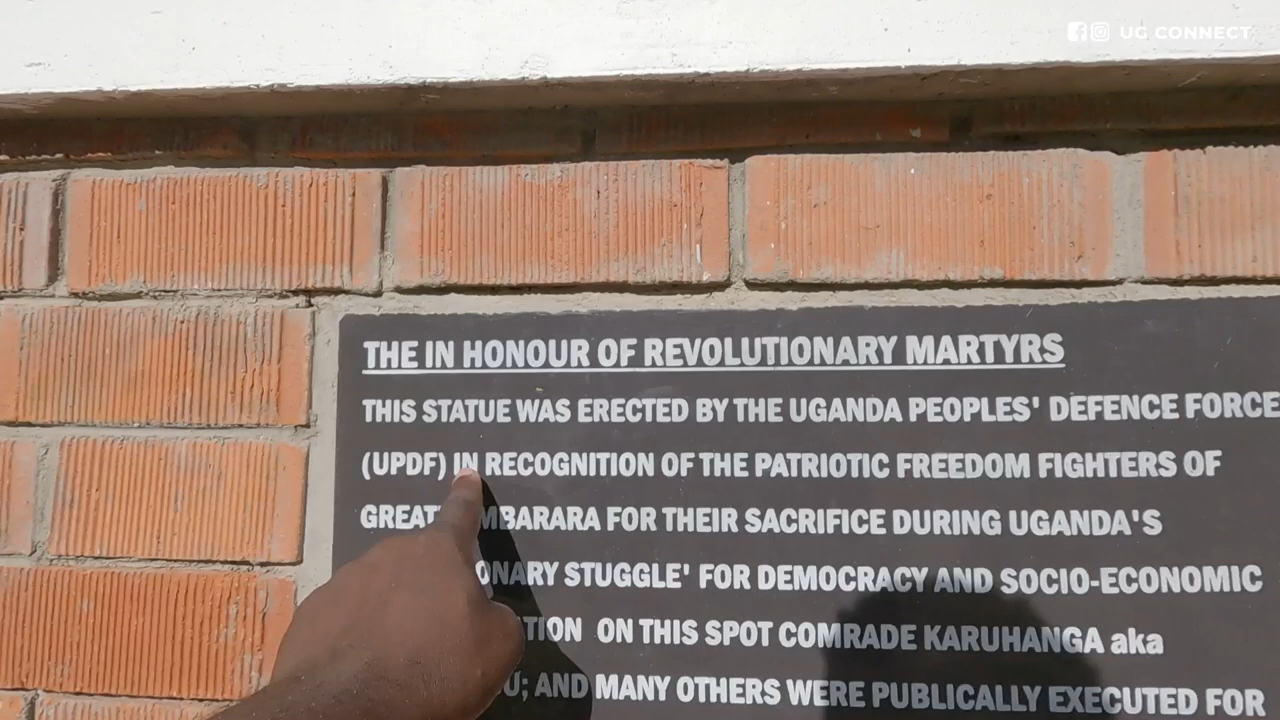 UG CONNECT
THE IN HONOUR OF REVOLUTIONARY MARTYRS
THIS STATUE WAS ERECTED BY THE UGANDA PEOPLES' DEFENCE FORCE
(UPDF) IN RECOGNITION OF THE PATRIOTIC FREEDOM FIGHTERS OF
MBARARA FOR THEIR SACRIFICE DURING UGANDA'S
STUGGLE' FOR DEMOCRACY AND SOCIO-ECONOMIC
ON THIS SPOT COMRADE KARUHANGA aka
AND MANY OTHERS WERE PUBLICALLY EXECUTED FOR